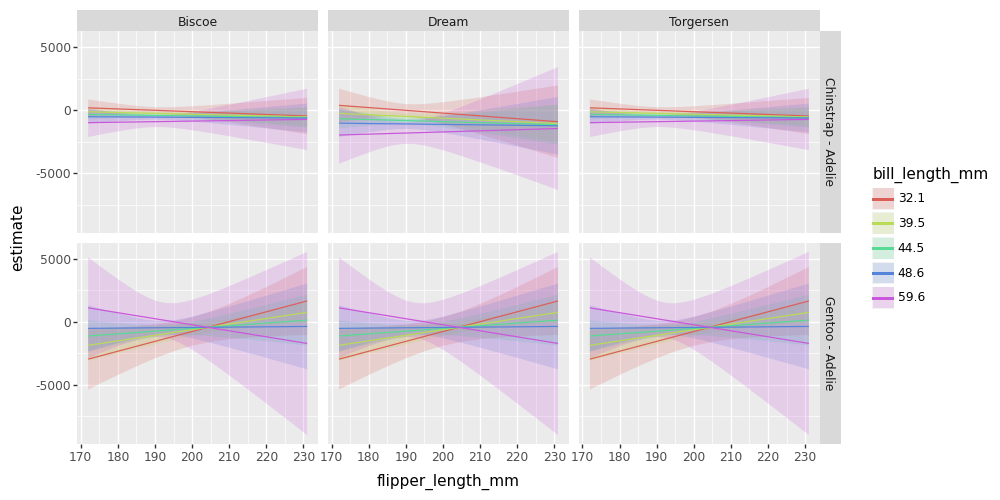 Biscoe Dream Torgersen
5000
0
-5000
Chinstrap - Adelie
5000
0
-5000
Gentoo - Adelie
estimate
170 180 190 200 210 220 230 170 180 190 200 210 220 230 170 180 190 200 210 220 230
flipper_length_mm
bill_length_mm
32.1
39.5
44.5
48.6
59.6